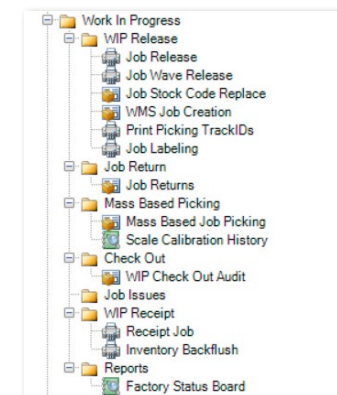 Work In Progress
WIP Release
Job Release
Job Wave Release
Job Stock Code Replace
WMS Job Creation
Print Picking TrackIDs
Job Labeling
Job Return
Job Returns
Mass Based Picking
Mass Based Job Picking
Scale Calibration History
Check Out
WIP Check Out Audit
Job Issues
WIP Receipt
Receipt Job
Inventory Backflush
Reports
Factory Status Board